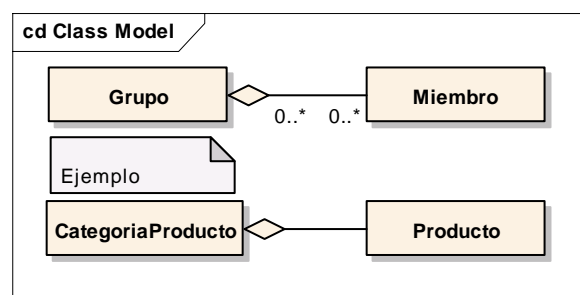 cd Class Model
Grupo
Miembro
0..*
0..*
Ejemplo
CategoriaProducto
Producto